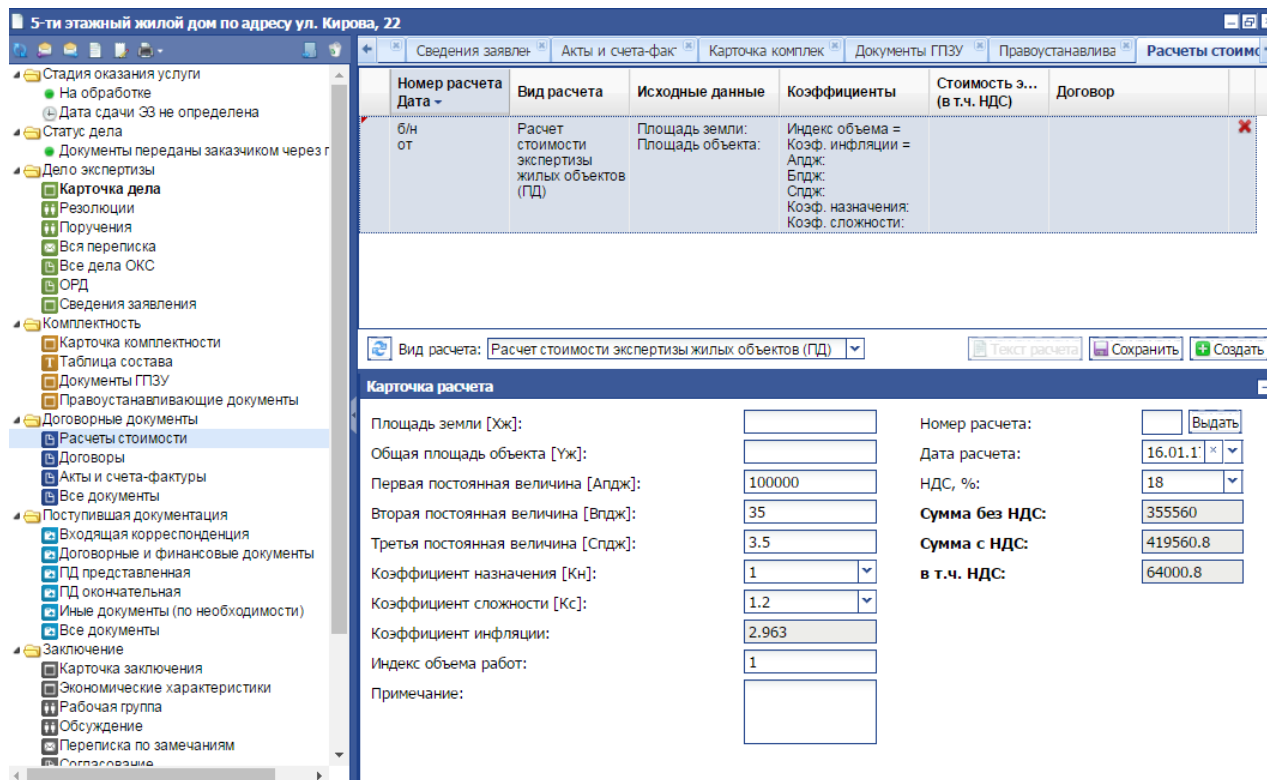 5-ти этажный жилой дом по адресу ул. Кирова, 22
Стадия оказания услуги
На обработке
Дата сдачи ЭЗ не определена
Статус дела
Документы переданы заказчиком через г
Дело экспертизы
Карточка дела
Резолюции
Поручения
Вся переписка
Все дела ОКС
ОРД
Сведения заявления
Комплектность
Карточка комплектности
Таблица состава
Документы ГПЗУ
Правоустанавливающие документы
Договорные документы
Расчеты стоимости
Договоры
Акты и счета-фактуры
Все документы
Поступившая документация
Входящая корреспонденция
Договорные и финансовые документы
ПД представленная
ПД окончательная
Иные документы (по необходимости)
Все документы
Заключение
Карточка заключения
Экономические характеристики
Рабочая группа
Обсуждение
Переписка по замечаниям
Согласование
Сведения заявлен Акты и счета-факт Карточка комплек Документы ГПЗУ Правоустанавлива Расчеты стоимо
Номер расчета Дата Вид расчета Исходные данные Коэффициенты Стоимость э... (в т.ч. НДС) Договор
б/н
от
Расчет
стоимости
экспертизы
жилых объектов
(ПД)
Площадь земли:
Площадь объекта:
Индекс объема =
Коэф. инфляции =
Апдж:
Бпдж:
Спдж:
Коэф. назначения:
Коэф. сложности:
Вид расчета: Расчет стоимости экспертизы жилых объектов (ПД) Текст расчета Сохранить Создать
Карточка расчета
Площадь земли [Хж]:
Общая площадь объекта [Yж]:
Первая постоянная величина [Апдж]: 100000
Вторая постоянная величина [Впдж]: 35
Третья постоянная величина [Спдж]: 3.5
Коэффициент назначения [Кн]: 1
Коэффициент сложности [Кс]: 1.2
Коэффициент инфляции: 2.963
Индекс объема работ: 1
Примечание:
Номер расчета: Выдать
Дата расчета: 16.01.1
НДС, %: 18
Сумма без НДС: 355560
Сумма с НДС: 419560.8
в т.ч. НДС: 64000.8